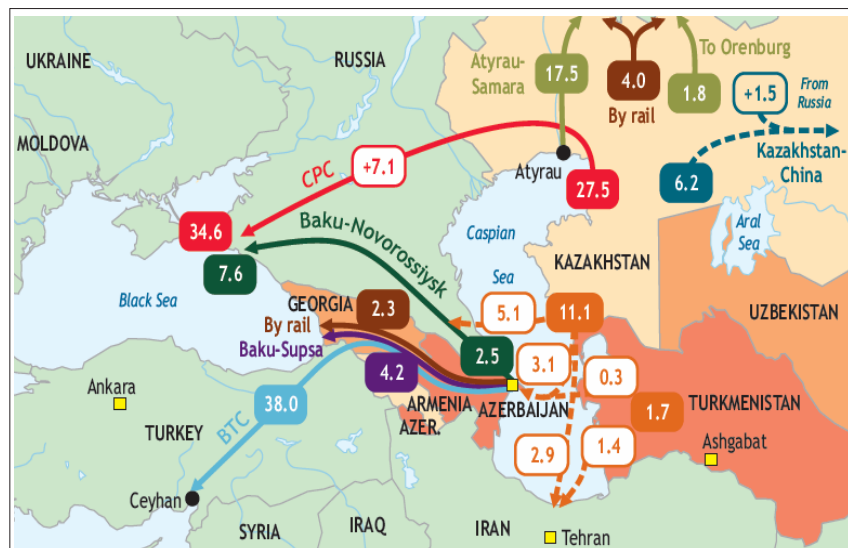 To Orenburg
UKRAINE
RUSSIA
Atyrau-
Samara
17.5
4.0
1.8
+1.5
From
Russia
By rail
MOLDOVA
CPC
+7.1
Atyrau
27.5
6.2
Kazakhstan-
China
34.6
Baku-Novorossiysk
Caspian
Sea
Aral
Sea
7.6
KAZAKHSTAN
Black Sea
GEORGIA
2.3
5.1
11.1
UZBEKISTAN
By rail
Baku-Supsa
2.5
3.1
0.3
4.2
Ankara
38.0
ARMENIA
AZERBAIJAN
1.7
TURKMENISTAN
AZER.
BTC
TURKEY
2.9
1.4
Ashgabat
Ceyhan
SYRIA
IRAQ
IRAN
Tehran